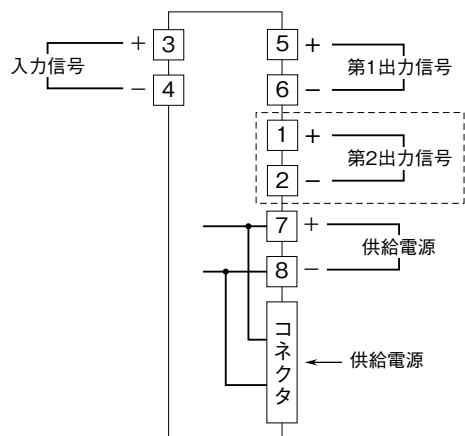 入力信号
+ 3
− 4
5 +
6 −
第1出力信号
1 +
2 −
第2出力信号
7 +
8 −
供給電源
コネクタ
供給電源